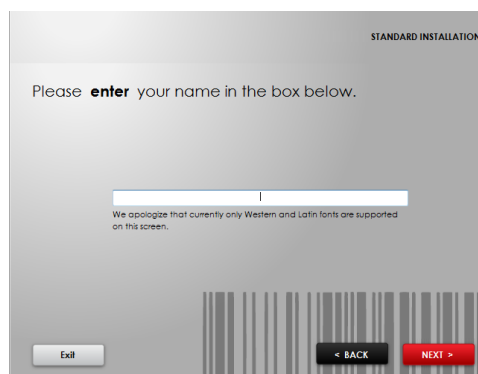 STANDARD INSTALLATION
Please enter your name in the box below.
We apologize that currently only Western and Latin fonts are supported
on this screen.
Exit
< BACK
NEXT >